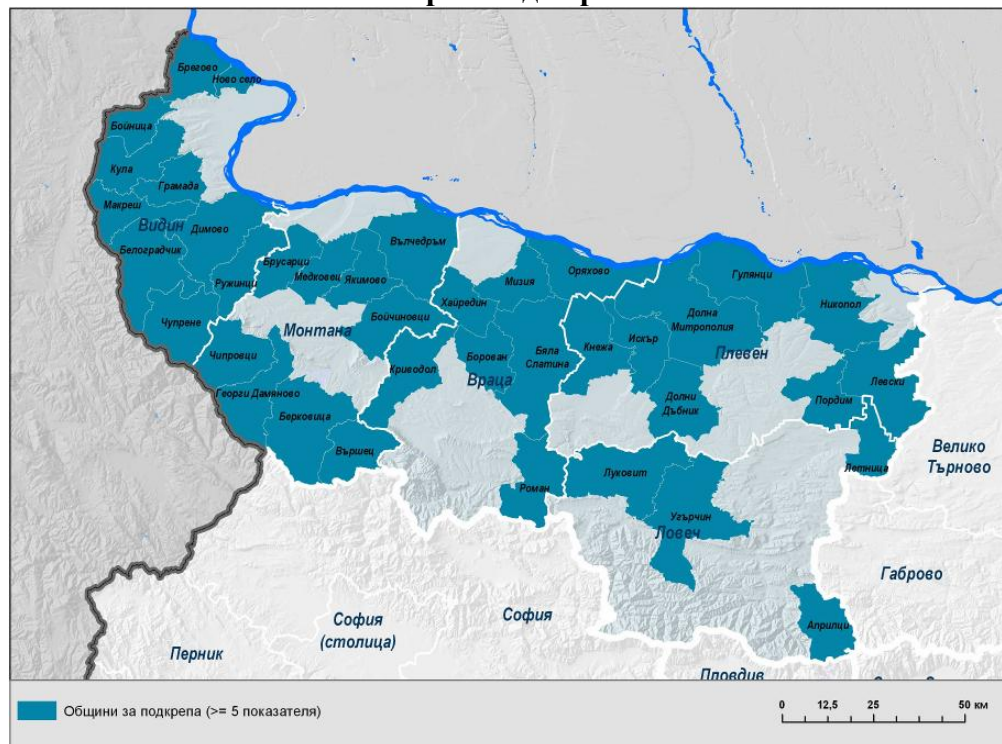 Брегово
Ново село
Бойница
Кула
Грамада
Макреш
Видин
Димово
Белоградчик
Ружинци
Чупрене
Брусарци
Медковец
Якимово
Вълчедръм
Бойчиновци
Монтана
Чипровци
Георги Дамяново
Берковица
Вършец
Криводол
Хайредин
Мизия
Оряхово
Борован
Враца
Бяла
Слатина
Роман
Кнежа
Искър
Долна
Митрополия
Гулянци
Никопол
Плевен
Долни
Дъбник
Пордим
Левски
Летница
Луковит
Угърчин
Ловеч
Априлци
Велико
Търново
Габрово
София
(столица)
София
Перник
Пловдив
Общини за подкрепа (>= 5 показателя)
0 12,5 25 50 км